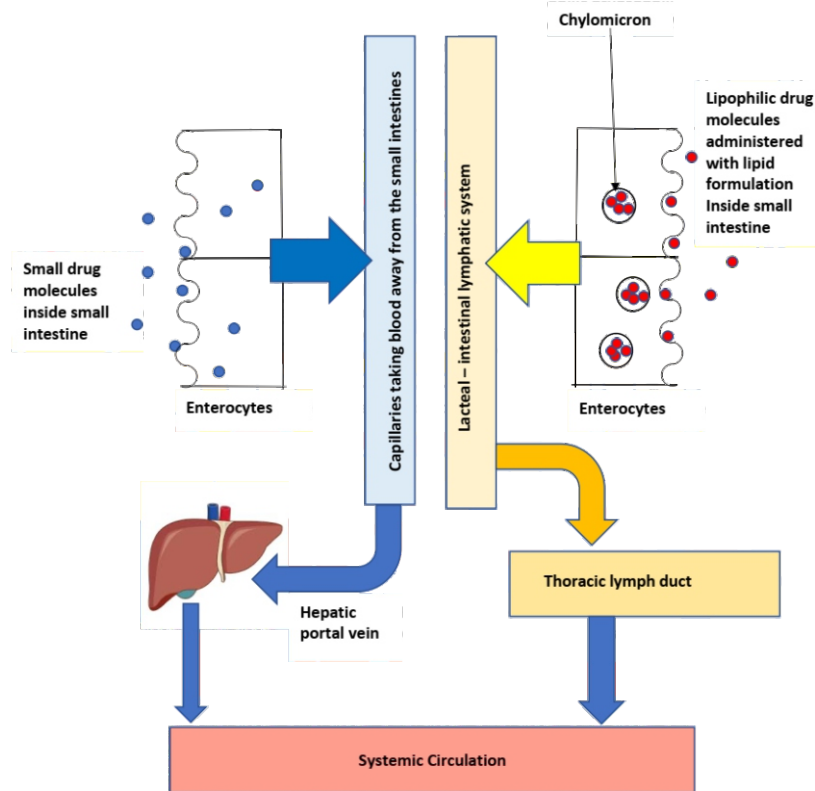 Chylomicron
Capillaries taking blood away from the small intestines
Lacteal – intestinal lymphatic system
Lipophilic drug
molecules
administered
with lipid
formulation
Inside small
intestine
Small drug
molecules
inside small
intestine
Enterocytes
Enterocytes
Hepatic
portal vein
Thoracic lymph duct
Systemic Circulation